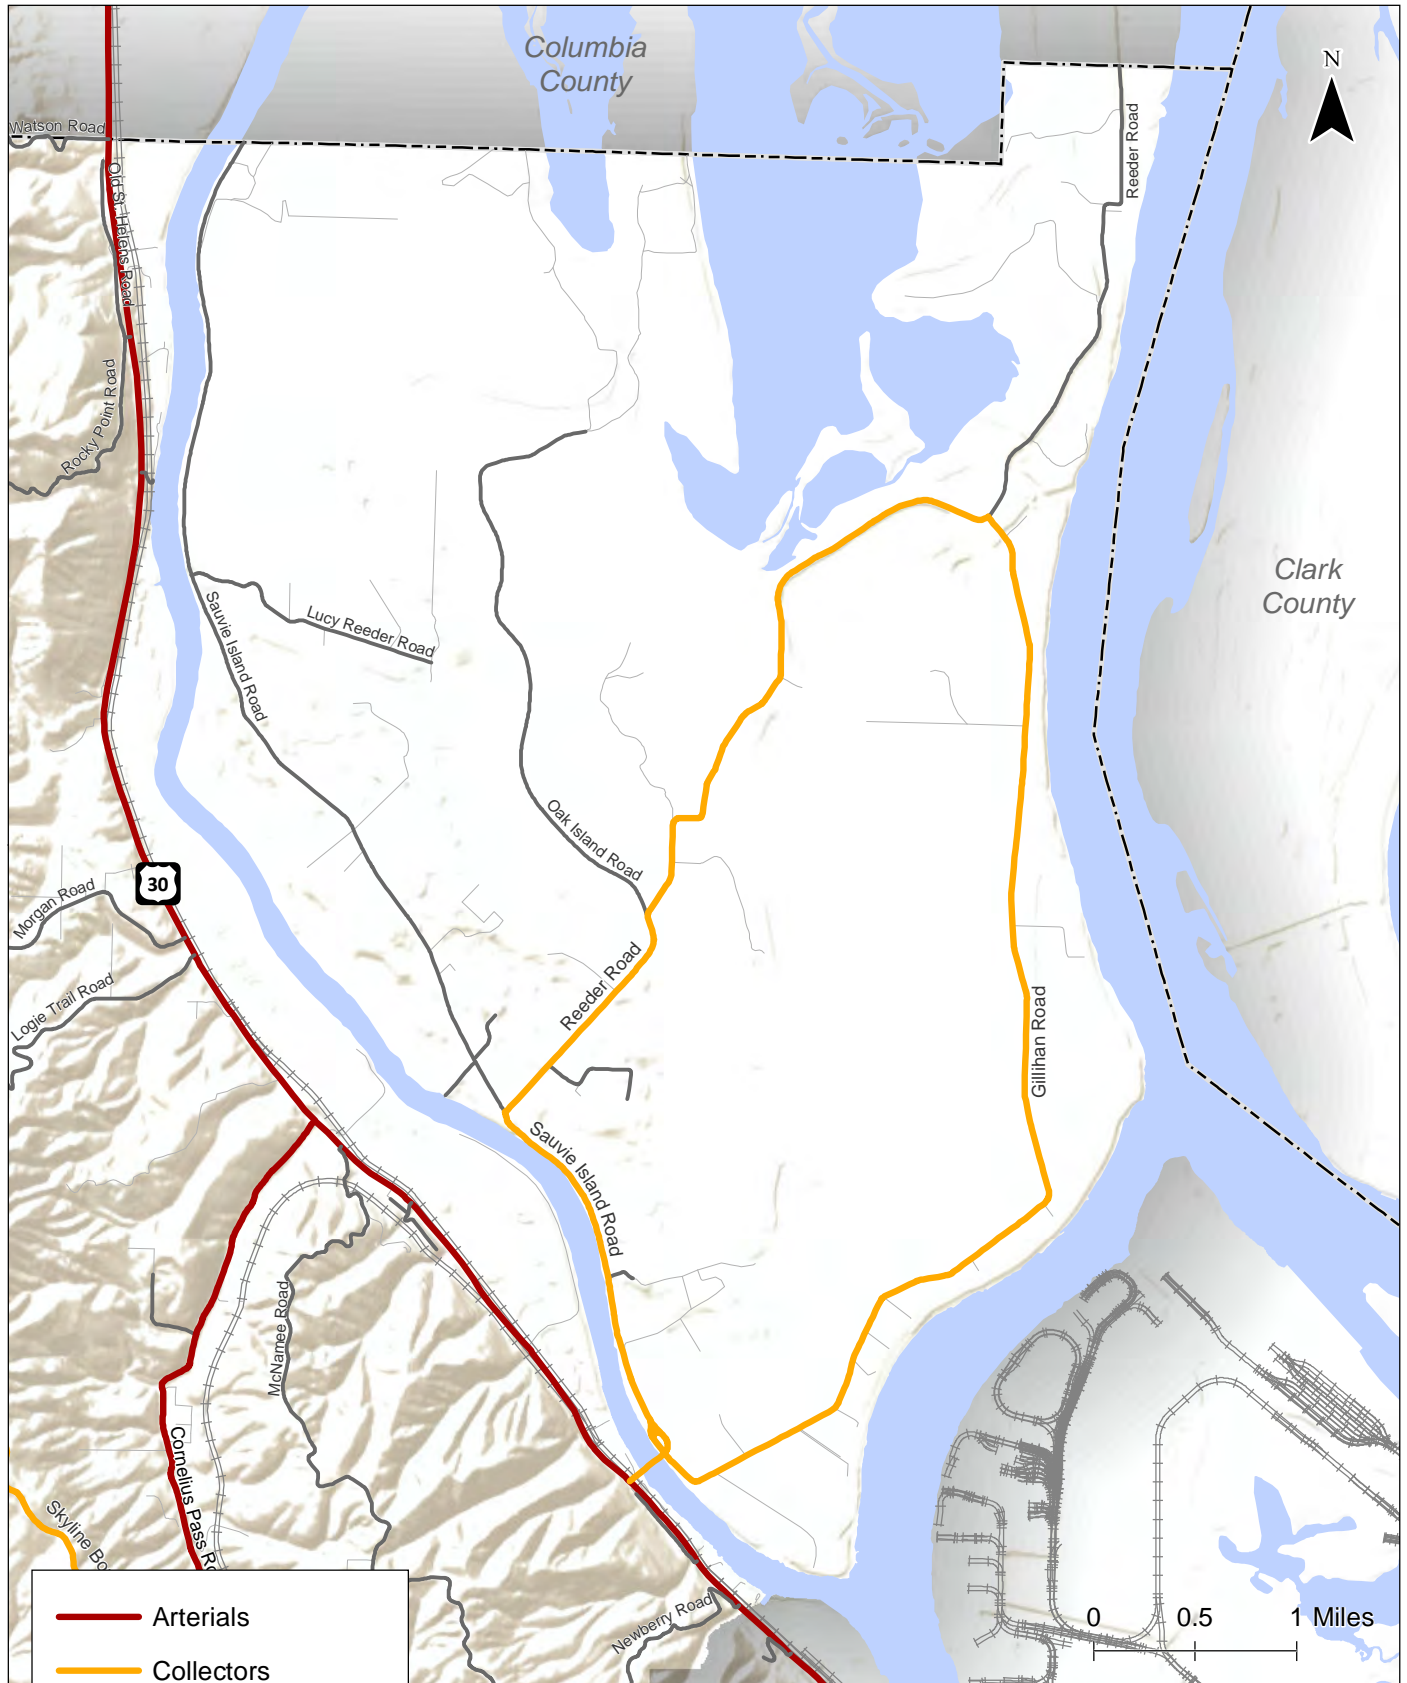 Columbia
County
N
Watson Road
Reeder Road
Old St. Helens Road
Rocky Point Road
Clark
County
Sauvie Island Road
Lucy Reeder Road
Oak Island Road
30
Morgan Road
Reeder Road
Logie Trail Road
Gillihan Road
Sauvie Island Road
McNamee Road
Cornelius Pass Ro
Skyline Bo
Newberry Road
Arterials
Collectors
0 0.5 1 Miles